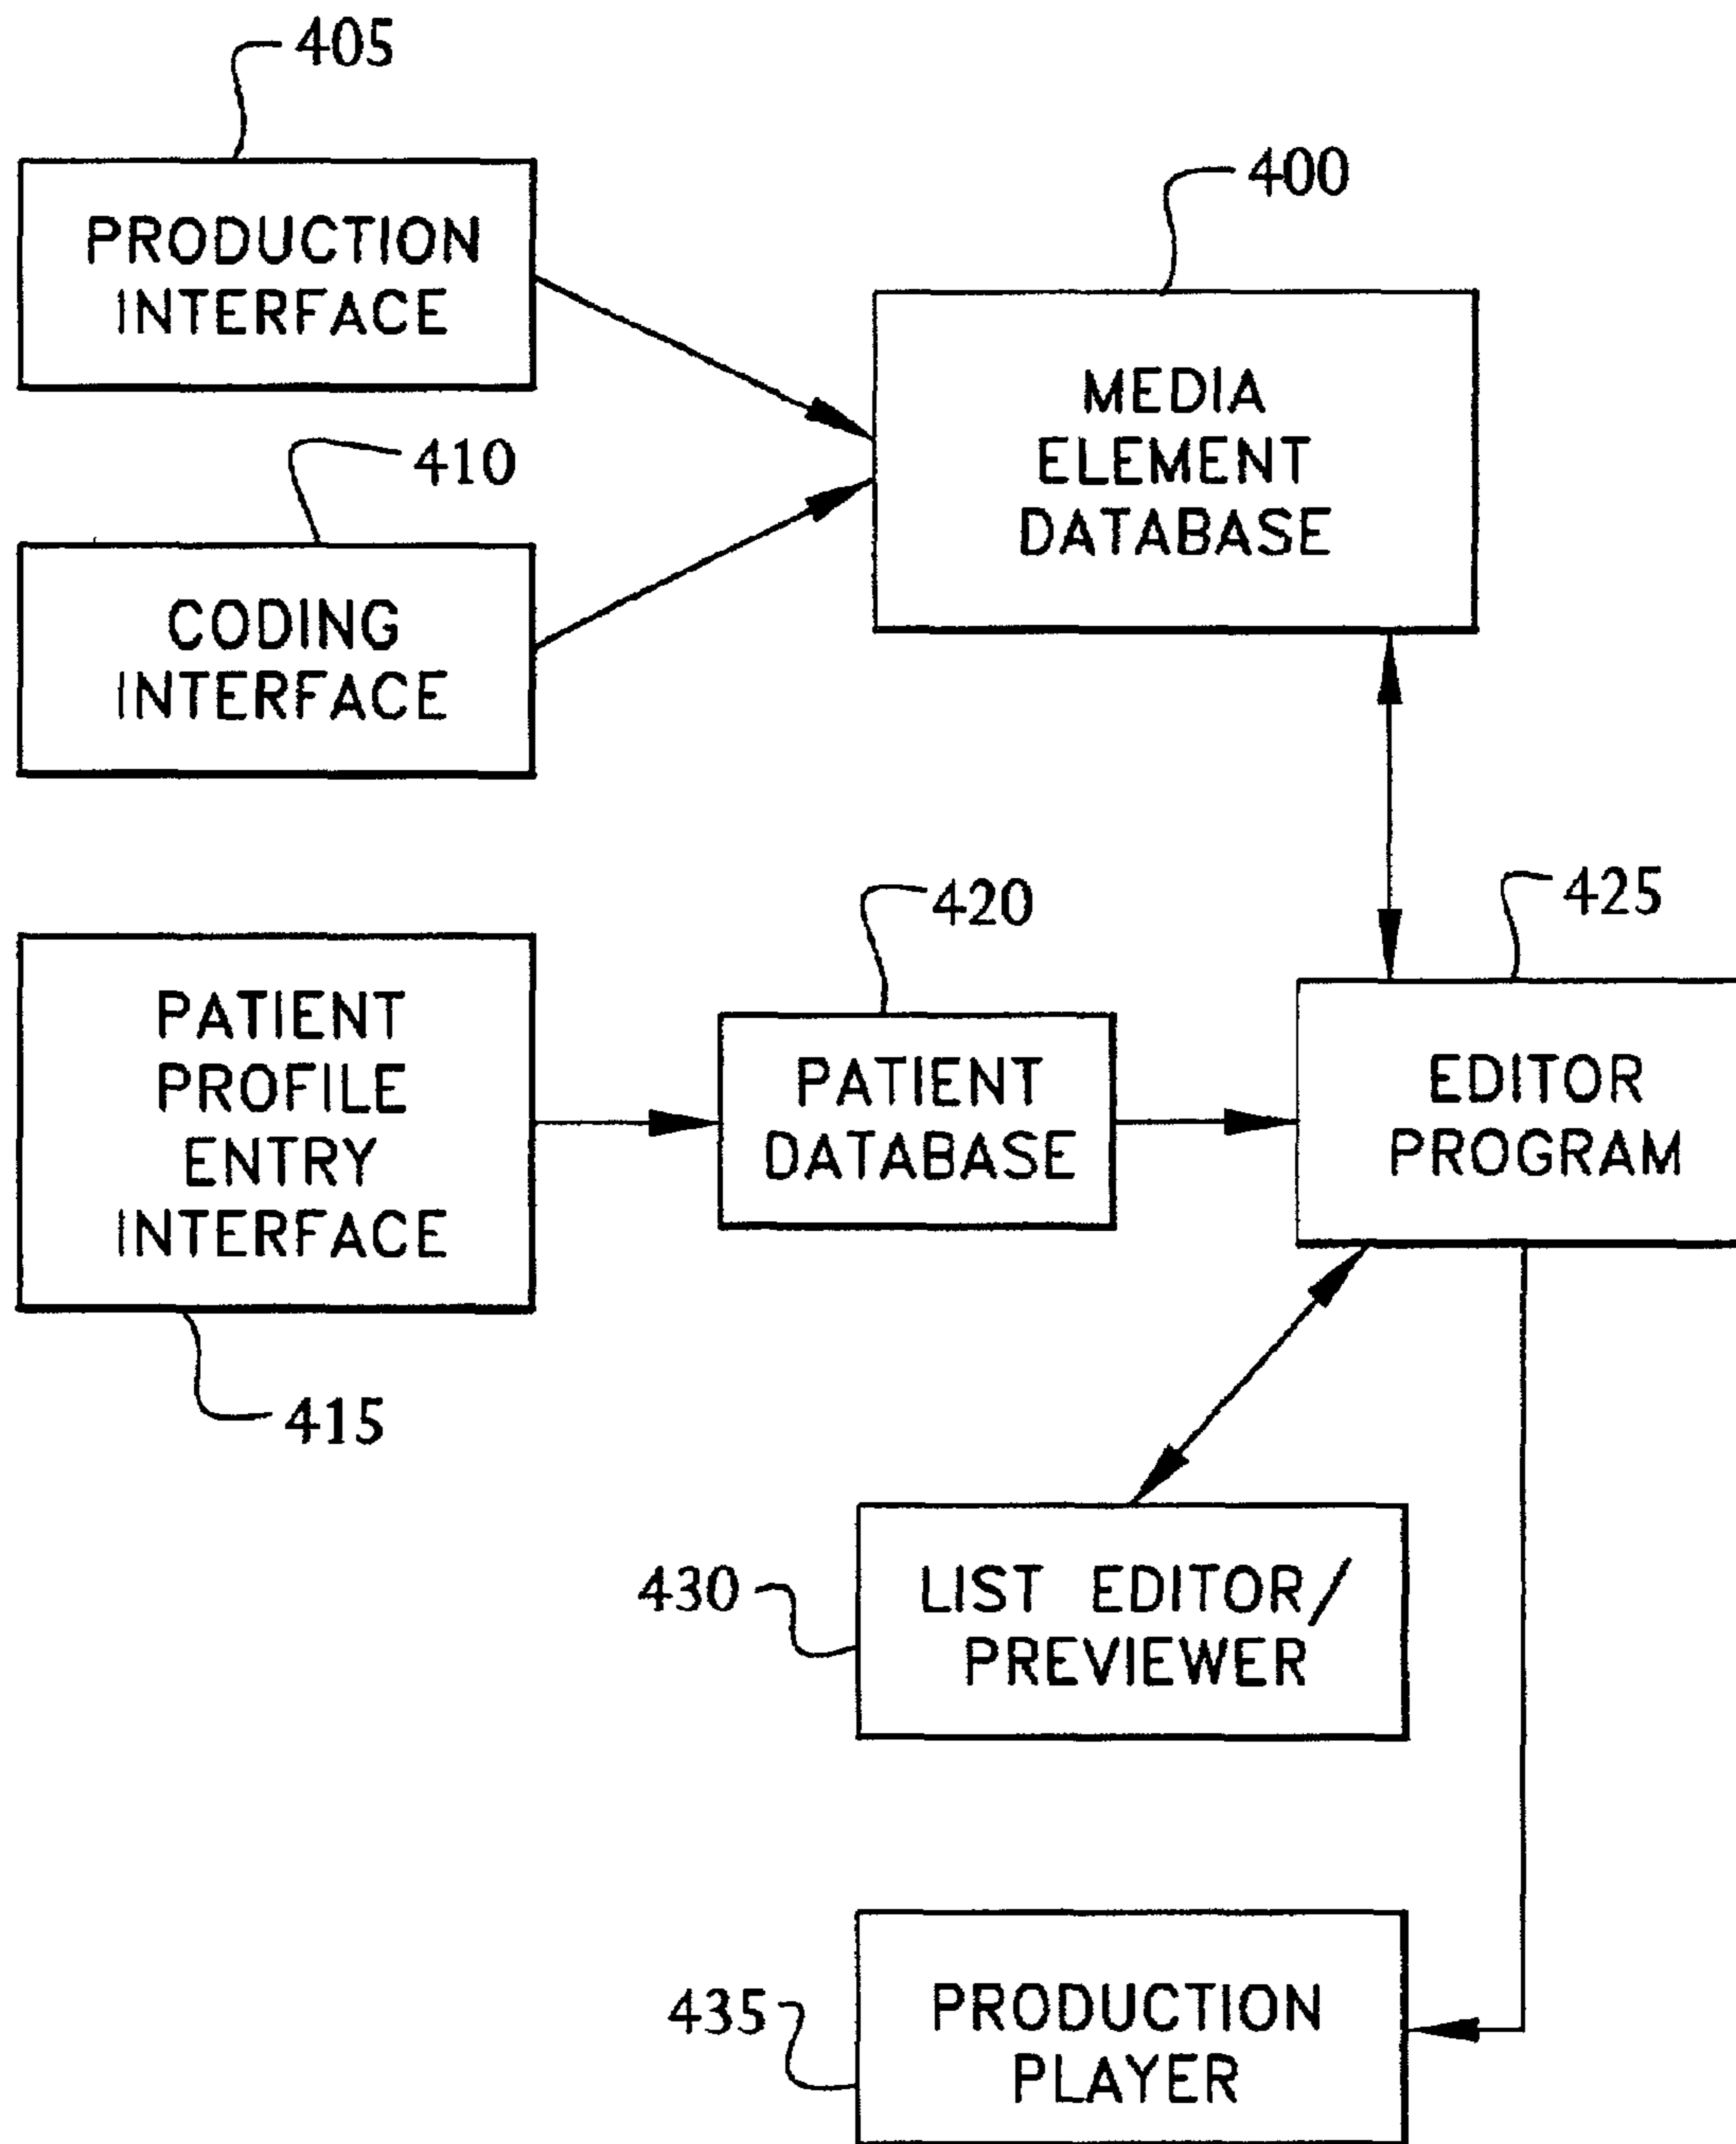 405
PRODUCTION
INTERFACE
400
MEDIA
ELEMENT
DATABASE
410
CODING
INTERFACE
420
425
PATIENT
PROFILE
ENTRY
INTERFACE
415
PATIENT
DATABASE
EDITOR
PROGRAM
430
LIST EDITOR/
PREVIEWER
435
PRODUCTION
PLAYER